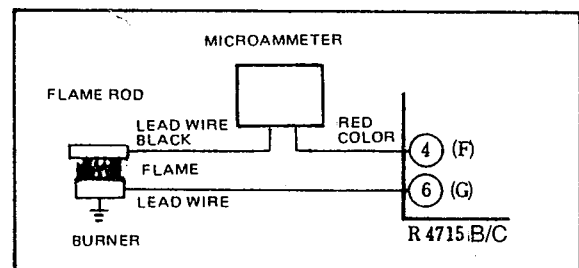 MICROAMMETER
FLAME ROD
LEAD WIRE
BLACK
RED
COLOR
4 (F)
FLAME
6 (G)
LEAD WIRE
R 4715 B/C
BURNER